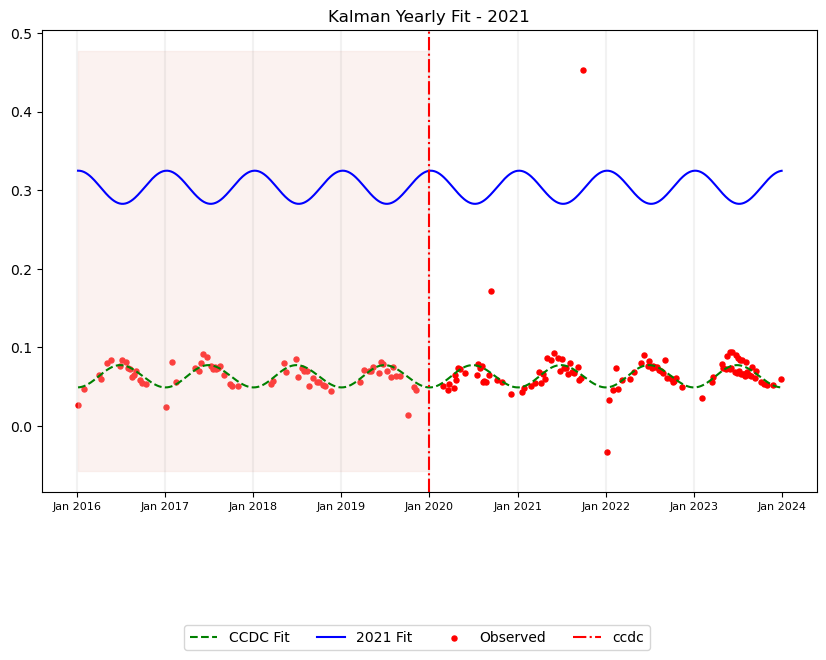 Kalman Yearly Fit - 2021
0.5
0.4
0.3
0.2
0.1
0.0
Jan 2016 Jan 2017 Jan 2018 Jan 2019 Jan 2020 Jan 2021 Jan 2022 Jan 2023 Jan 2024
CCDC Fit 2021 Fit Observed ccdc